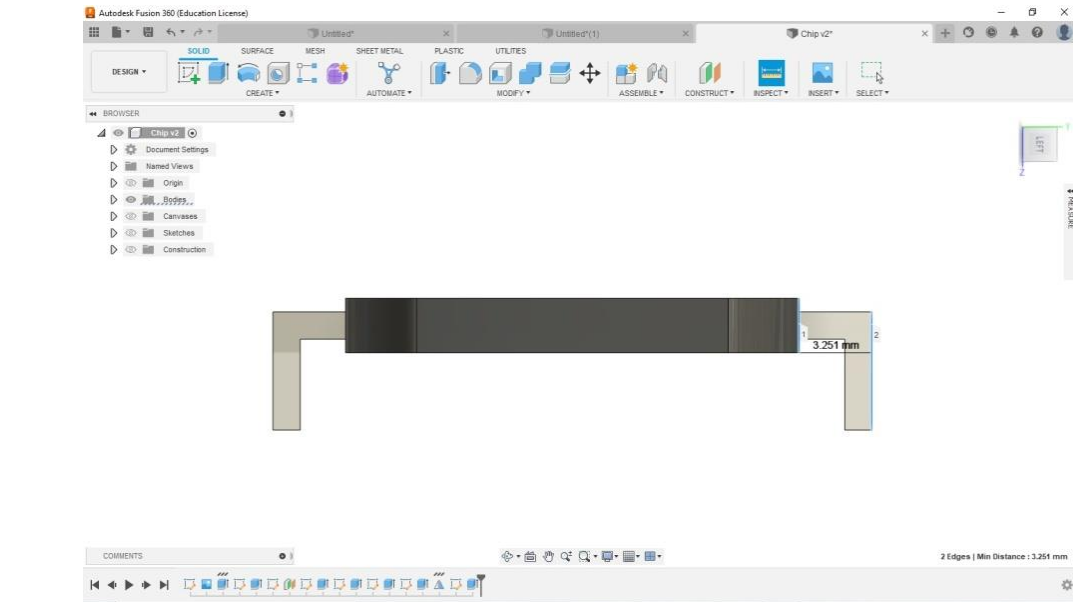 Autodesk Fusion 360 (Education License)
Untitled*
Untitled*(1)
Chip v2*
SOLID SURFACE MESH SHEET METAL PLASTIC UTILITIES
DESIGN
CREATE AUTOMATE MODIFY ASSEMBLE CONSTRUCT INSPECT INSERT SELECT
BROWSER
Chip v2
Document Settings
Named Views
Origin
Bodies
Canvases
Sketches
Construction
LEFT
Y
Z
MEASURE
1
2
3.251 mm
COMMENTS
2 Edges | Min Distance : 3.251 mm